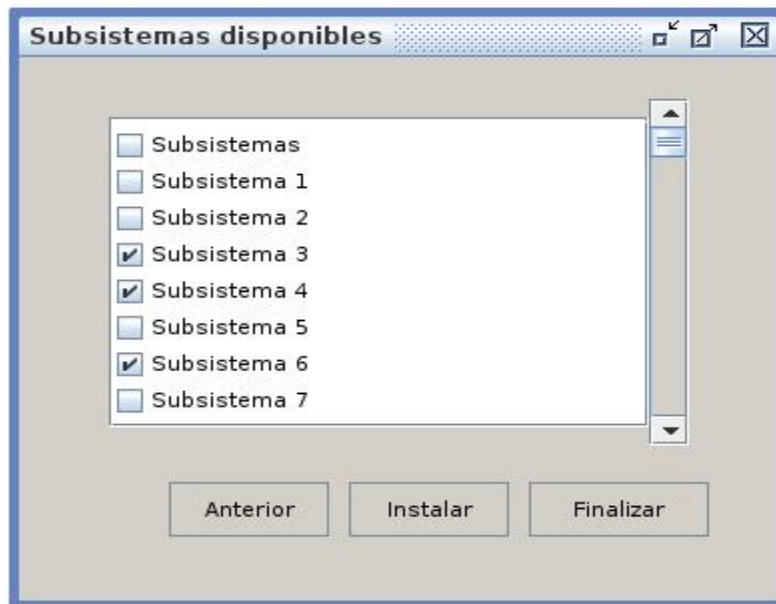 Subsistemas disponibles
Subsistemas
Subsistema 1
Subsistema 2
Subsistema 3
Subsistema 4
Subsistema 5
Subsistema 6
Subsistema 7
Anterior Instalar Finalizar